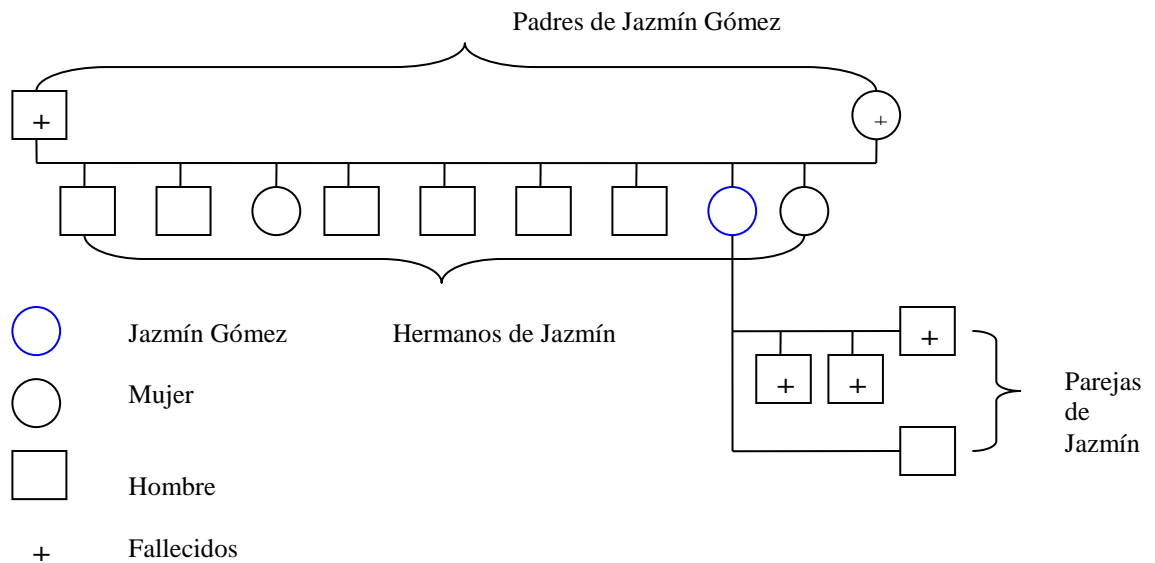 Padres de Jazmín Gómez
+
+
Jazmín Gómez
Hermanos de Jazmín
+
+ +
Mujer
Parejas
de
Jazmín
Hombre
+ Fallecidos